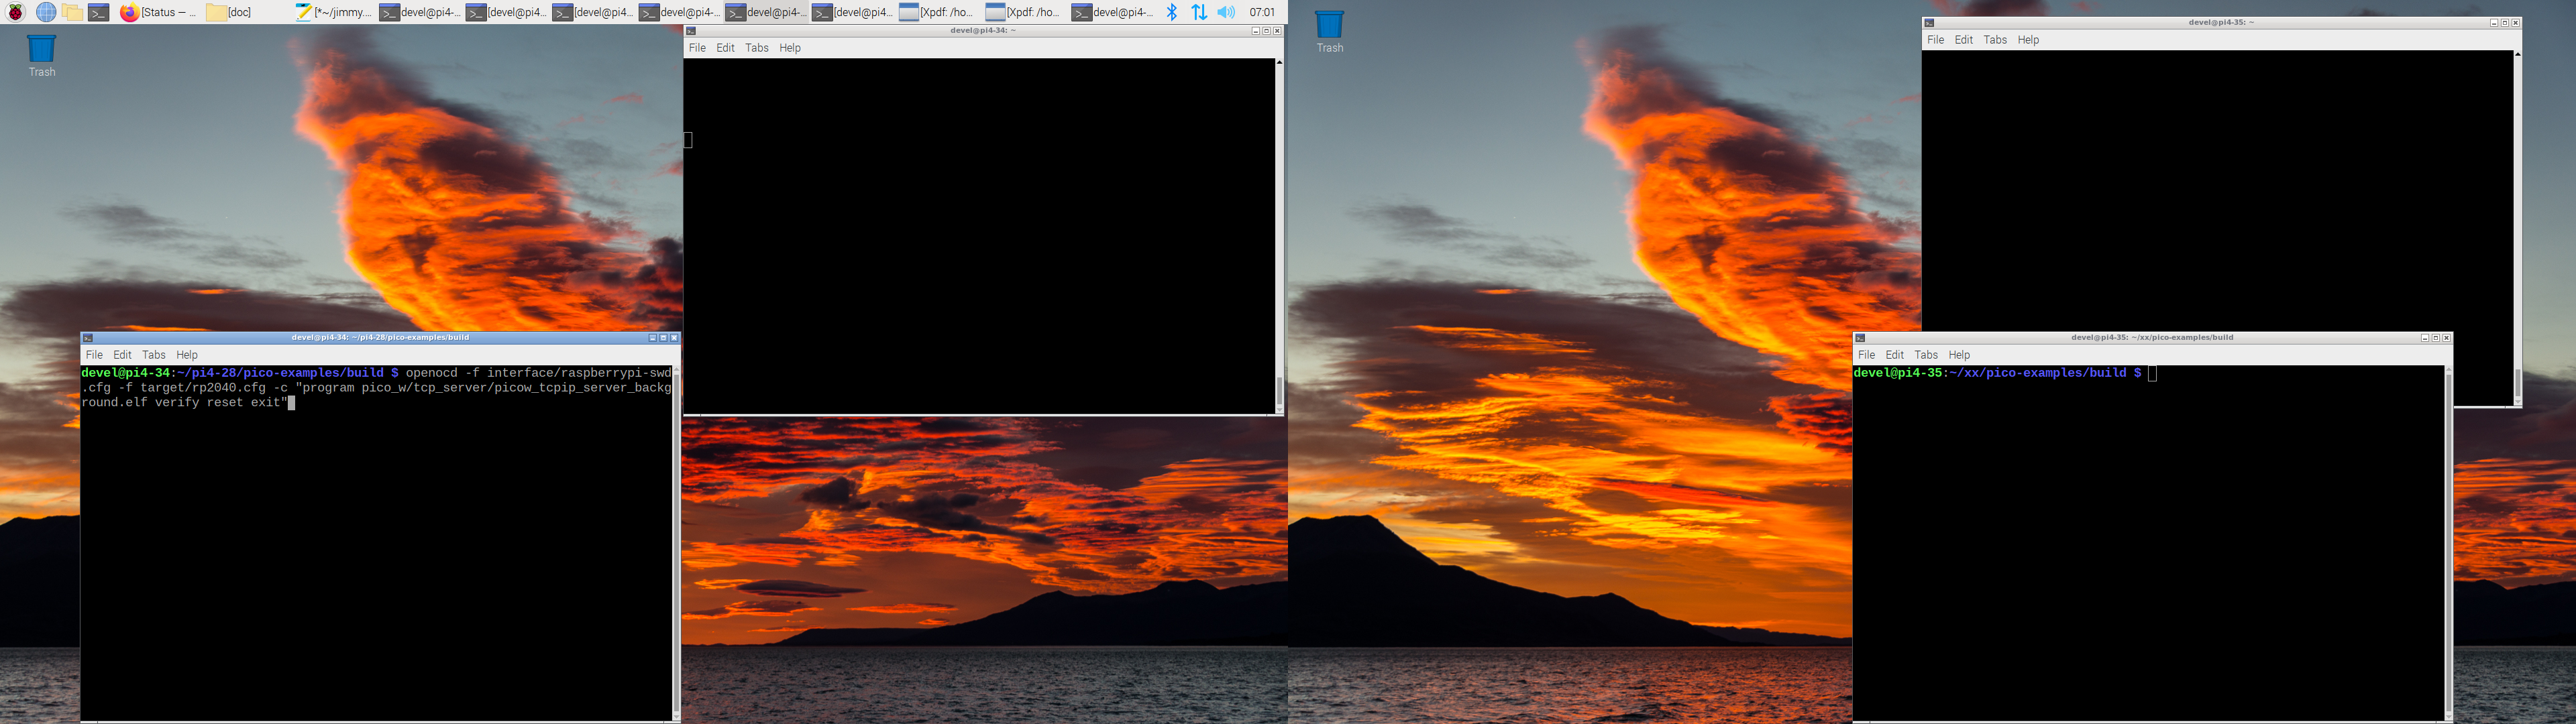 [Status — ...
[doc]
[*~/jimmy....
devel@pi4-...
[devel@pi4...
[devel@pi4...
devel@pi4-...
devel@pi4-...
[devel@pi4...
[Xpdf: /ho...
[Xpdf: /ho...
devel@pi4-...
07:01
Trash
devel@pi4-34: ~
File Edit Tabs Help
devel@pi4-34: ~/pi4-28/pico-examples/build
File Edit Tabs Help
devel@pi4-34:~/pi4-28/pico-examples/build $ openocd -f interface/raspberrypi-swd
.cfg -f target/rp2040.cfg -c "program pico_w/tcp_server/picow_tcpip_server_backg
round.elf verify reset exit"
Trash
devel@pi4-35: ~
File Edit Tabs Help
devel@pi4-35: ~/xx/pico-examples/build
File Edit Tabs Help
devel@pi4-35:~/xx/pico-examples/build $